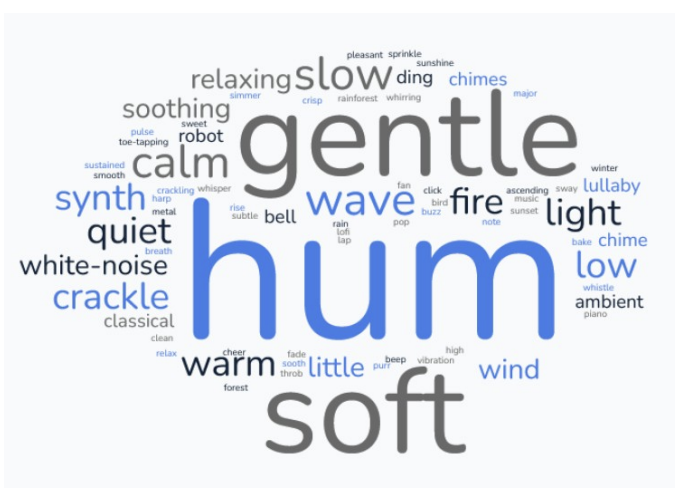 pleasant sprinkle
sunshine
relaxing slow ding chimes
simmer crisp rainforest whirring major
soothing gentle
sweet
pulse robot
toe-tapping
calm
sustained winter
smooth
synth crackling whisper wave fan click fire ascending sway lullaby
harp rise bird music
metal subtle bell buzz sunset light
pop note
quiet rain
lofi
lap
hum
bake chime
breath
white-noise low
whistle
crackle ambient
piano
classical
clean
relax cheer fade high
warm sooth little purr beep vibration wind
throb
forest
soft